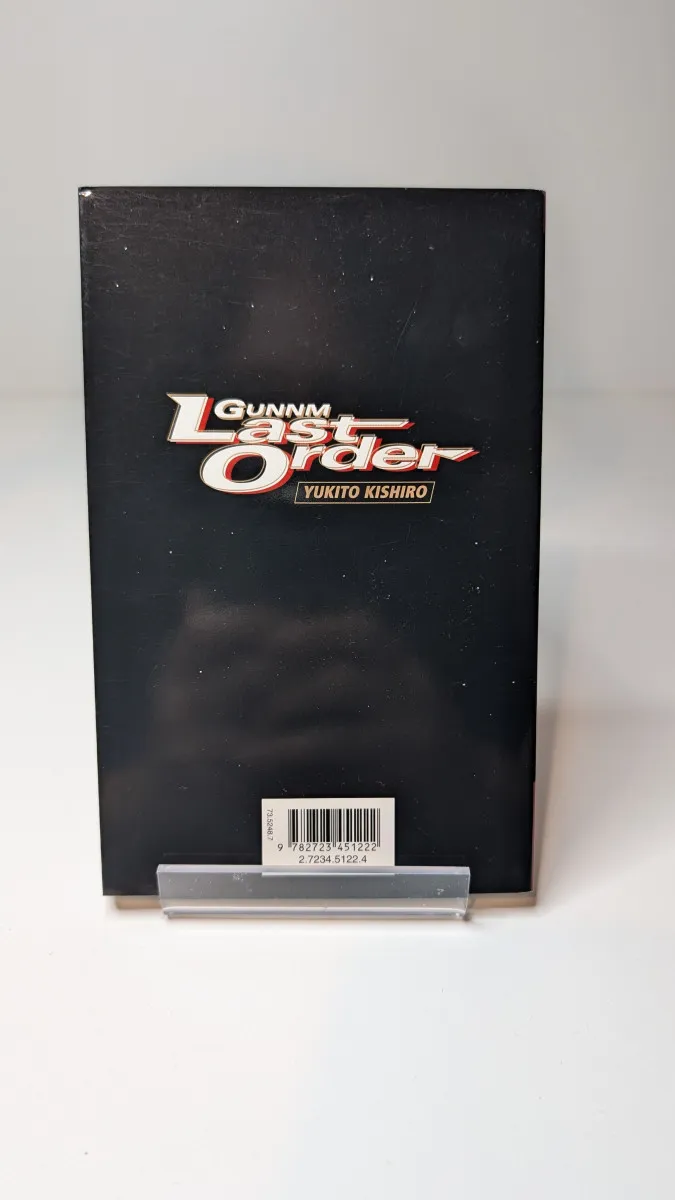 GUNNM
Last
Order
YUKITO KISHIRO
73.5248.7
9 782723 451222
2.7234.5122.4